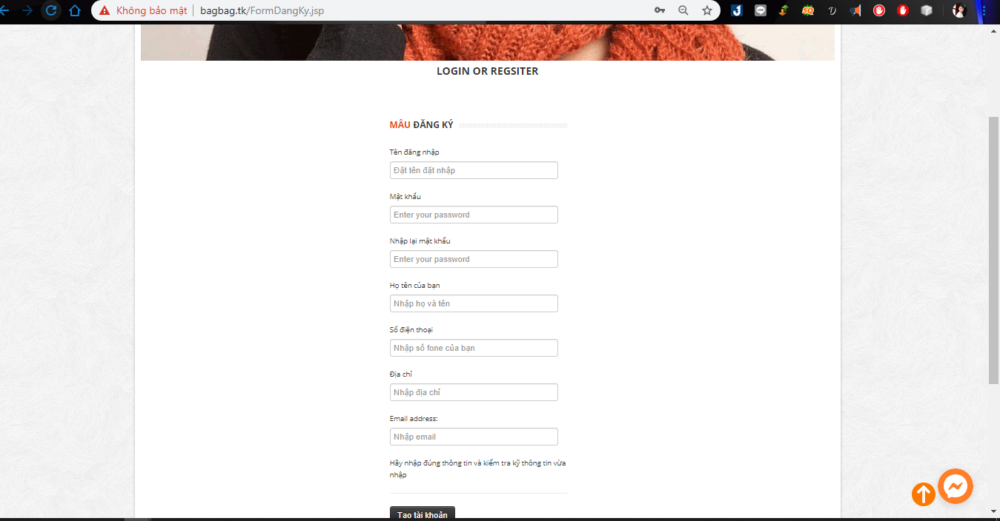 Không bảo mật
bagbag.tk/FormDangKy.jsp
LOGIN OR REGSITER
MẪU ĐĂNG KÝ
Tên đăng nhập
Đặt tên đặt nhập
Mật khẩu
Enter your password
Nhập lại mật khẩu
Enter your password
Họ tên của bạn
Nhập họ và tên
Số điện thoại
Nhập số fone của bạn
Địa chỉ
Nhập địa chỉ
Email address:
Nhập email
Hãy nhập đúng thông tin và kiểm tra kỹ thông tin vừa
nhập
Tạo tài khoản